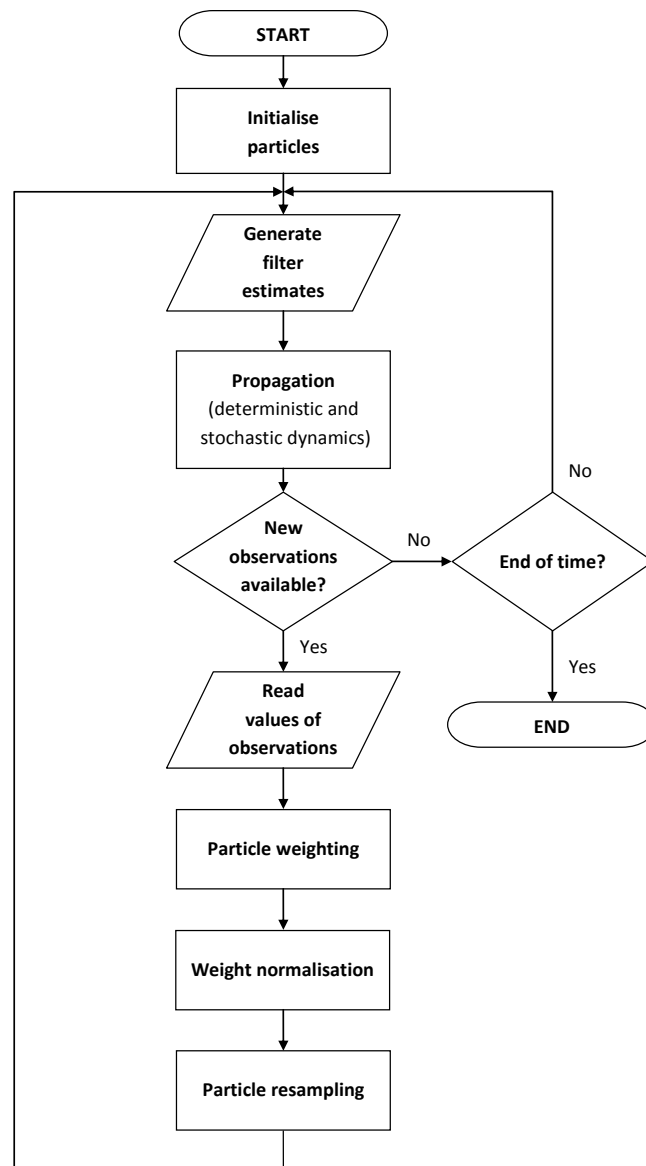 START
Initialise
particles
Generate
filter
estimates
Propagation
(deterministic and
stochastic dynamics)
No
New
observations
available?
No
End of time?
Yes
Yes
Read
values of
observations
END
Particle weighting
Weight normalisation
Particle resampling